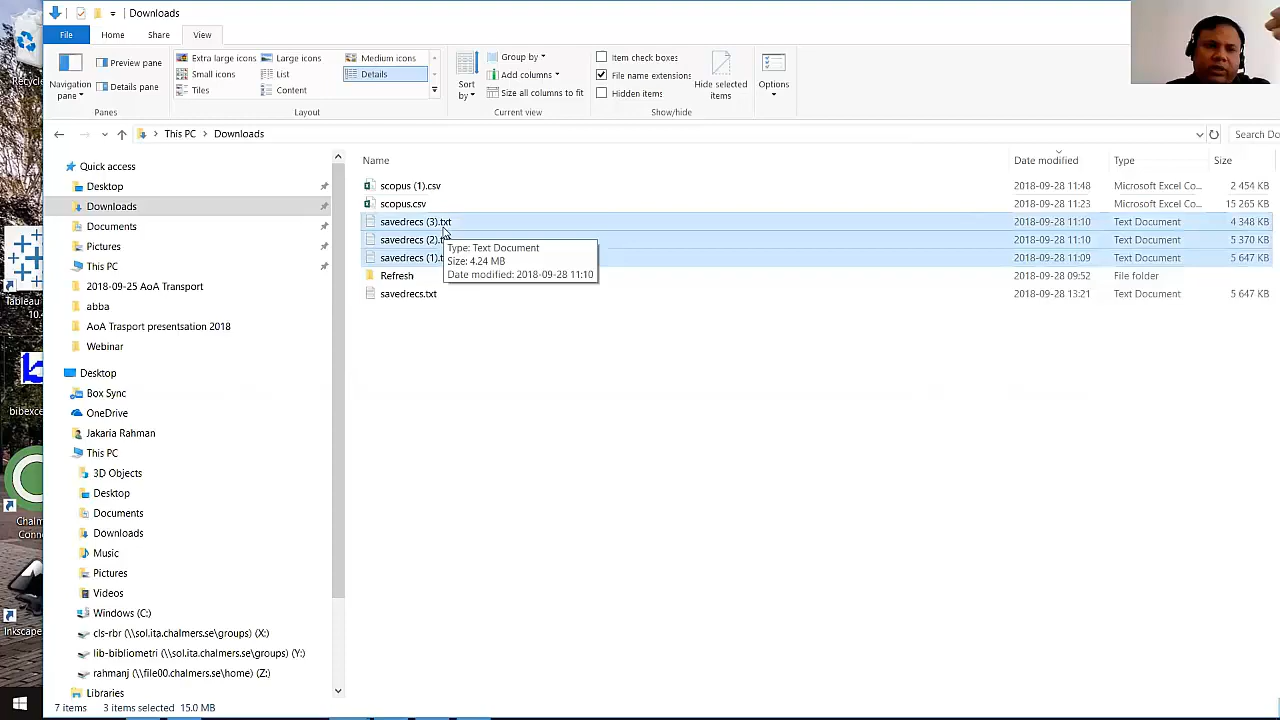 Downloads
File
Home
Share
View
Navigation pane
Preview pane
Details pane
Panes
Extra large icons
Large icons
Medium icons
Small icons
List
Details
Tiles
Content
Layout
Sort by
Group by
Add columns
Size all columns to fit
Current view
Item check boxes
File name extensions
Hidden items
Hide selected items
Show/hide
Options
This PC > Downloads
Search Do
Name
Date modified
Type
Size
scopus (1).csv 2018-09-28 11:48 Microsoft Excel Co... 2 454 KB
scopus.csv 2018-09-28 11:23 Microsoft Excel Co... 15 265 KB
savedrecs (3).txt 2018-09-28 11:10 Text Document 4 348 KB
savedrecs (2).t 2018-09-28 11:10 Text Document 5 370 KB
savedrecs (1).t 2018-09-28 11:09 Text Document 5 647 KB
Refresh 2018-09-28 09:52 File folder
savedrecs.txt 2018-09-28 13:21 Text Document 5 647 KB
Type: Text Document
Size: 4.24 MB
Date modified: 2018-09-28 11:10
Quick access
Desktop
Downloads
Documents
Pictures
This PC
2018-09-25 AoA Transport
abba
AoA Trasport presentsation 2018
Webinar
Desktop
Box Sync
OneDrive
Jakaria Rahman
This PC
3D Objects
Desktop
Documents
Downloads
Music
Pictures
Videos
Windows (C:)
cls-rbr (\\sol.ita.chalmers.se\groups) (X:)
lib-bibliometri (\\sol.ita.chalmers.se\groups) (Y:)
rahmanj (\\file00.chalmers.se\home) (Z:)
Libraries
7 items
3 items selected 15.0 MB
Recycle
Tableau
10.
bibexce
Chalm
Conne
Inkscape